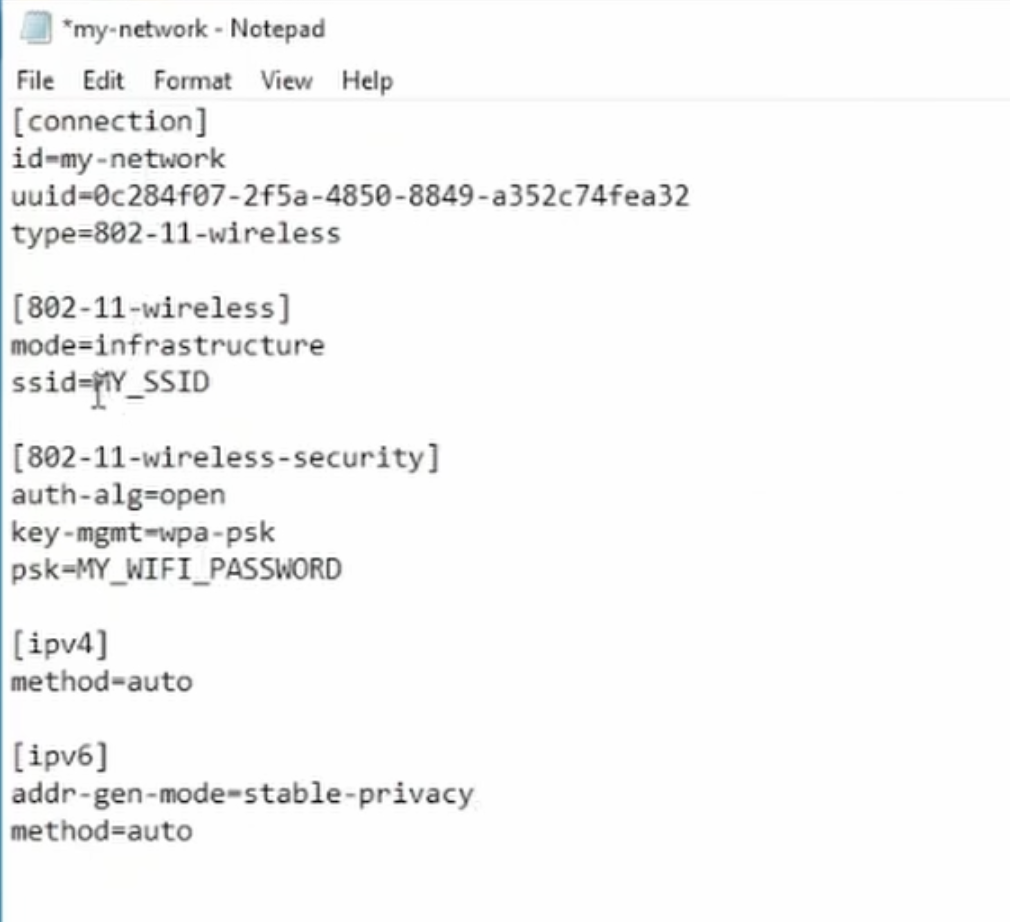 *my-network - Notepad
File Edit Format View Help
[connection]
id=my-network
uuid=0c284f07-2f5a-4850-8849-a352c74fea32
type=802-11-wireless
[802-11-wireless]
mode=infrastructure
ssid=MY_SSID
[802-11-wireless-security]
auth-alg=open
key-mgmt=wpa-psk
psk=MY_WIFI_PASSWORD
[ipv4]
method=auto
[ipv6]
addr-gen-mode=stable-privacy
method=auto